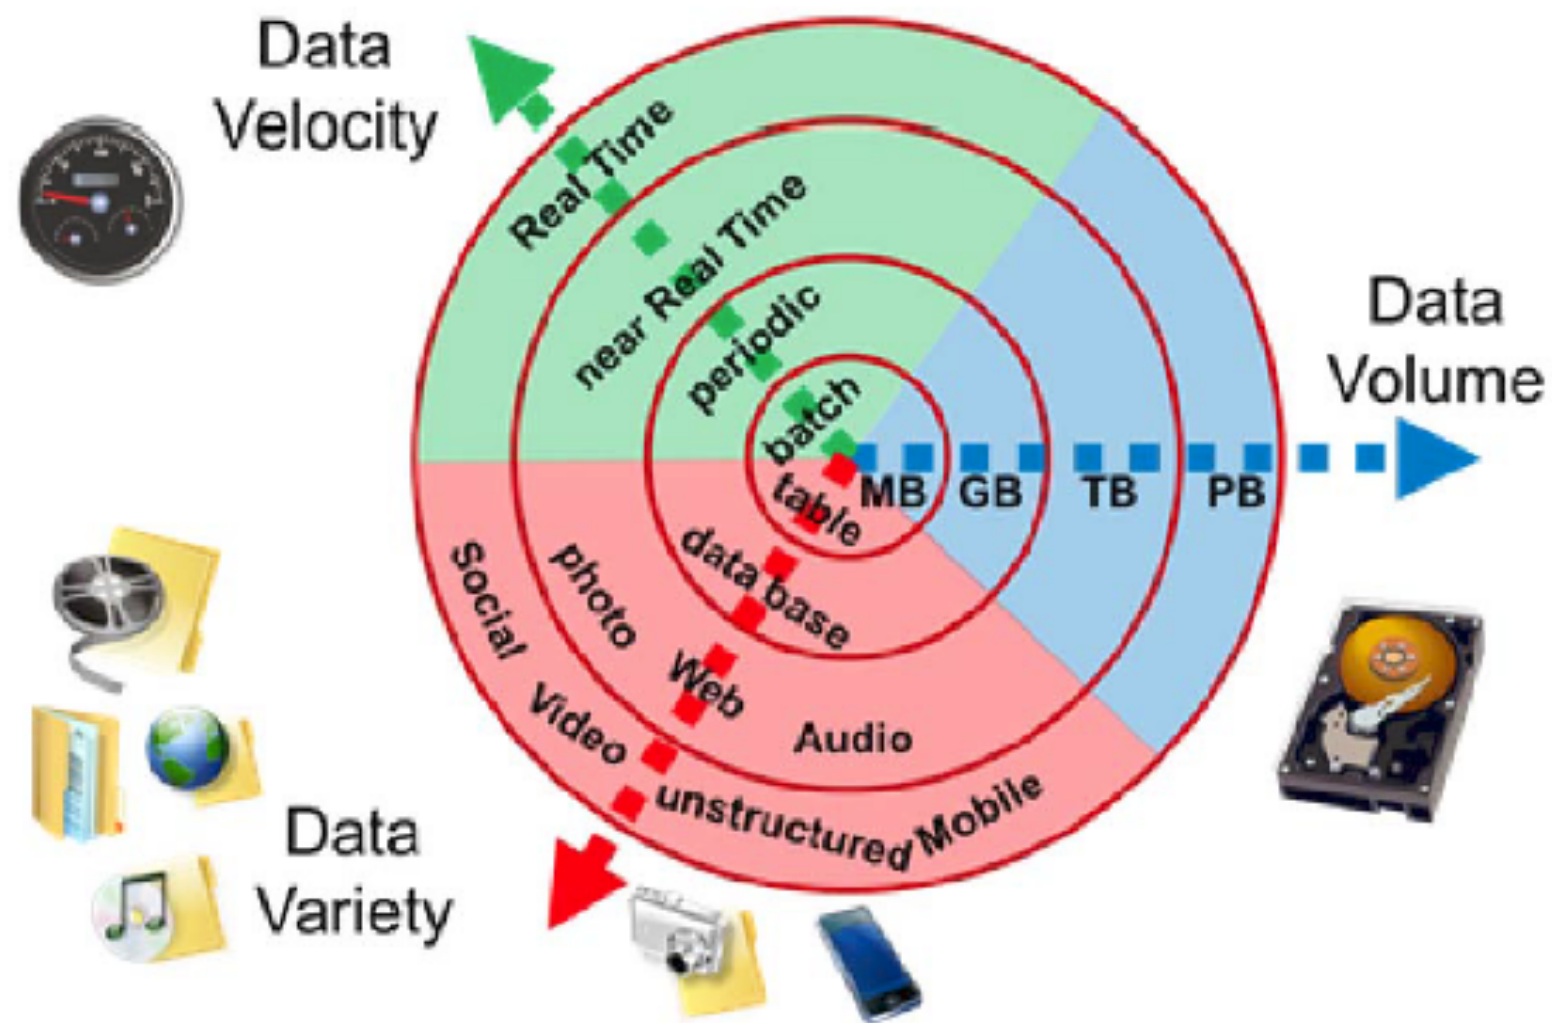 Data
Velocity
Real Time
near Real Time
periodic
batch
Data
Volume
MB GB TB PB
table
data base
photo
Web
Audio
Social
Video
unstructured
Mobile
Data
Variety